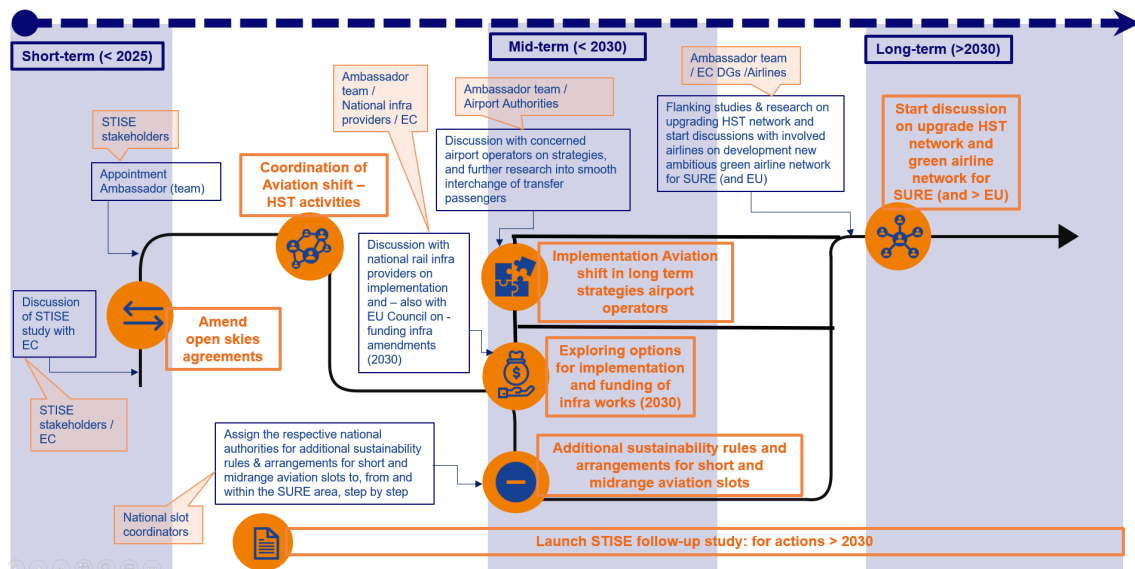 Short-term (< 2025)
Mid-term (< 2030)
Long-term (>2030)
STISE
stakeholders
Appointment
Ambassador (team)
Discussion
of STISE
study with
EC
STISE
stakeholders /
EC
Amend
open skies
agreements
Coordination of
Aviation shift –
HST activities
Ambassador
team /
National infra
providers / EC
Discussion with
national rail infra
providers on
implementation
and – also with
EU Council on -
funding infra
amendments
(2030)
Ambassador team /
Airport Authorities
Discussion with concerned
airport operators on strategies,
and further research into smooth
interchange of transfer
passengers
Implementation Aviation
shift in long term
strategies airport
operators
Exploring options
for implementation
and funding of
infra works (2030)
$
Assign the respective national
authorities for additional sustainability
rules & arrangements for short and
midrange aviation slots to, from and
within the SURE area, step by step
National slot
coordinators
Additional sustainability rules and
arrangements for short and
midrange aviation slots
Ambassador team
/ EC DGs /Airlines
Flanking studies & research on
upgrading HST network and
start discussions with involved
airlines on development new
ambitious green airline network
for SURE (and EU)
Start discussion
on upgrade HST
network and
green airline
network for
SURE (and > EU)
Launch STISE follow-up study: for actions > 2030